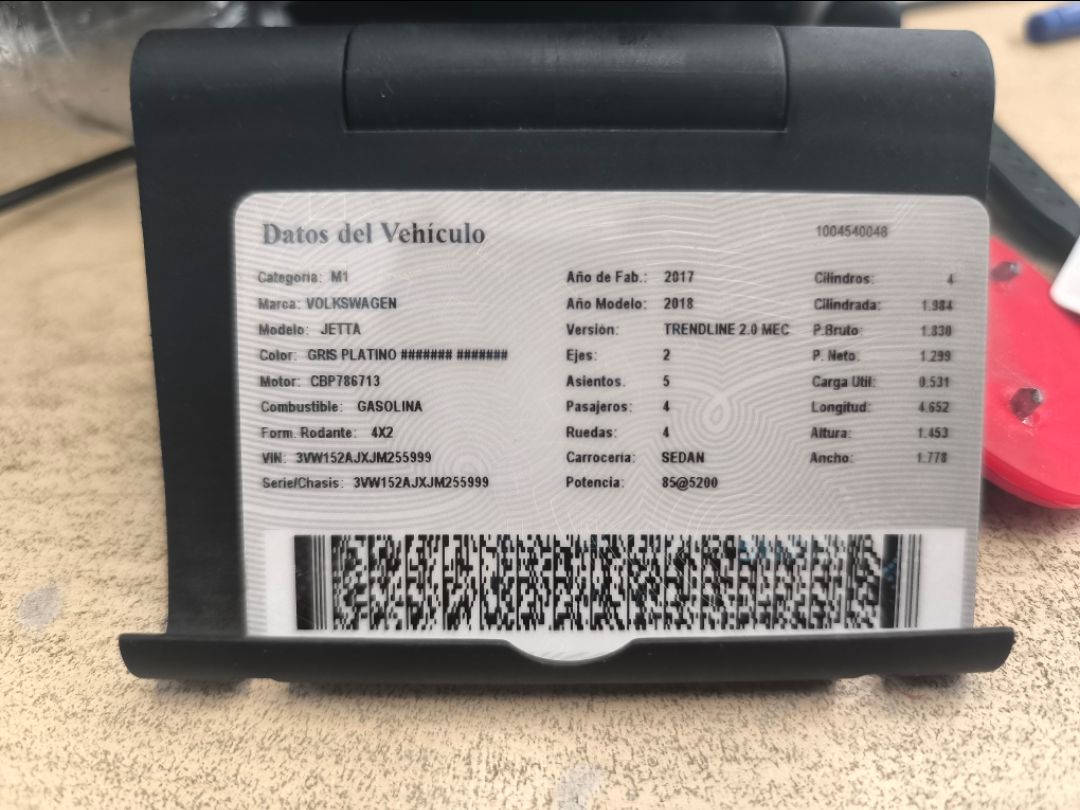 Datos del Vehículo 1004540048
Categoria: M1 Año de Fab.: 2017 Cilindros: 4
Marca: VOLKSWAGEN Año Modelo: 2018 Cilindrada: 1.984
Modelo: JETTA Versión: TRENDLINE 2.0 MEC P.Bruto: 1.830
Color: GRIS PLATINO ####### ####### Ejes: 2 P. Neto: 1.299
Motor: CBP786713 Asientos. 5 Carga Util: 0.531
Combustible: GASOLINA Pasajeros: 4 Longitud: 4.652
Form. Rodante: 4X2 Ruedas: 4 Altura: 1.453
VIN: 3VW152AJXJM255999 Carrocería: SEDAN Ancho: 1.778
Serie/Chasis: 3VW152AJXJM255999 Potencia: 85@5200